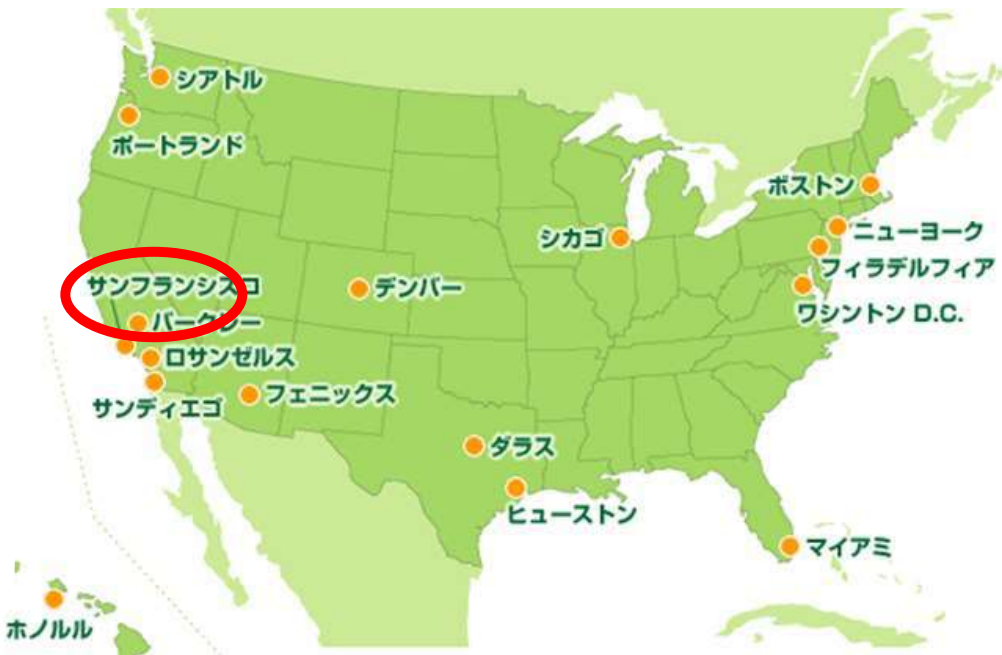 シアトル
ポートランド
ボストン
シカゴ
ニューヨーク
フィラデルフィア
サンフランシスコ
デンバー
ワシントン D.C.
バークレー
ロサンゼルス
フェニックス
サンディエゴ
ダラス
ヒューストン
マイアミ
ホノルル